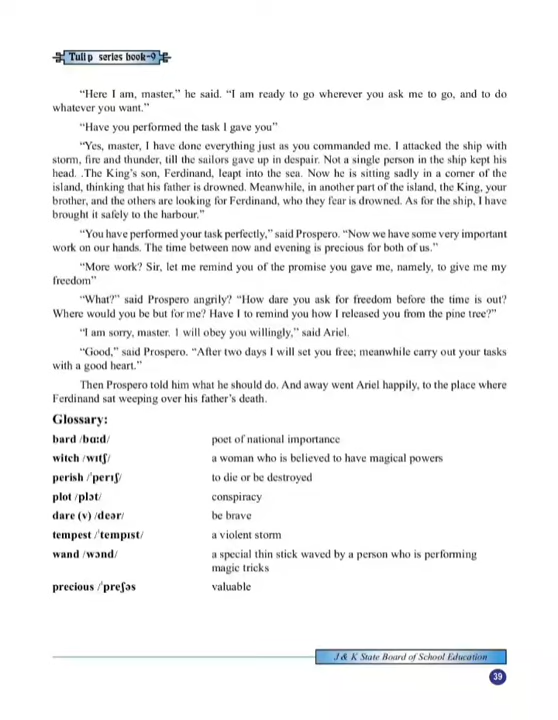 Tulip series book-9
“Here I am, master,” he said. “I am ready to go wherever you ask me to go, and to do
whatever you want.”
“Have you performed the task I gave you”
“Yes, master, I have done everything just as you commanded me. I attacked the ship with
storm, fire and thunder, till the sailors gave up in despair. Not a single person in the ship kept his
head. .The King’s son, Ferdinand, leapt into the sea. Now he is sitting sadly in a corner of the
island, thinking that his father is drowned. Meanwhile, in another part of the island, the King, your
brother, and the others are looking for Ferdinand, who they fear is drowned. As for the ship, I have
brought it safely to the harbour.”
“You have performed your task perfectly,” said Prospero. “Now we have some very important
work on our hands. The time between now and evening is precious for both of us.”
“More work? Sir, let me remind you of the promise you gave me, namely, to give me my
freedom”
“What?” said Prospero angrily? “How dare you ask for freedom before the time is out?
Where would you be but for me? Have I to remind you how I released you from the pine tree?”
“I am sorry, master. I will obey you willingly,” said Ariel.
“Good,” said Prospero. “After two days I will set you free; meanwhile carry out your tasks
with a good heart.”
Then Prospero told him what he should do. And away went Ariel happily, to the place where
Ferdinand sat weeping over his father’s death.
Glossary:
bard /bɑːd/ poet of national importance
witch /wɪtʃ/ a woman who is believed to have magical powers
perish /ˈperɪʃ/ to die or be destroyed
plot /plɔt/ conspiracy
dare (v) /deər/ be brave
tempest /ˈtempɪst/ a violent storm
wand /wɔnd/ a special thin stick waved by a person who is performing
magic tricks
precious /ˈpreʃəs valuable
J & K State Board of School Education
39